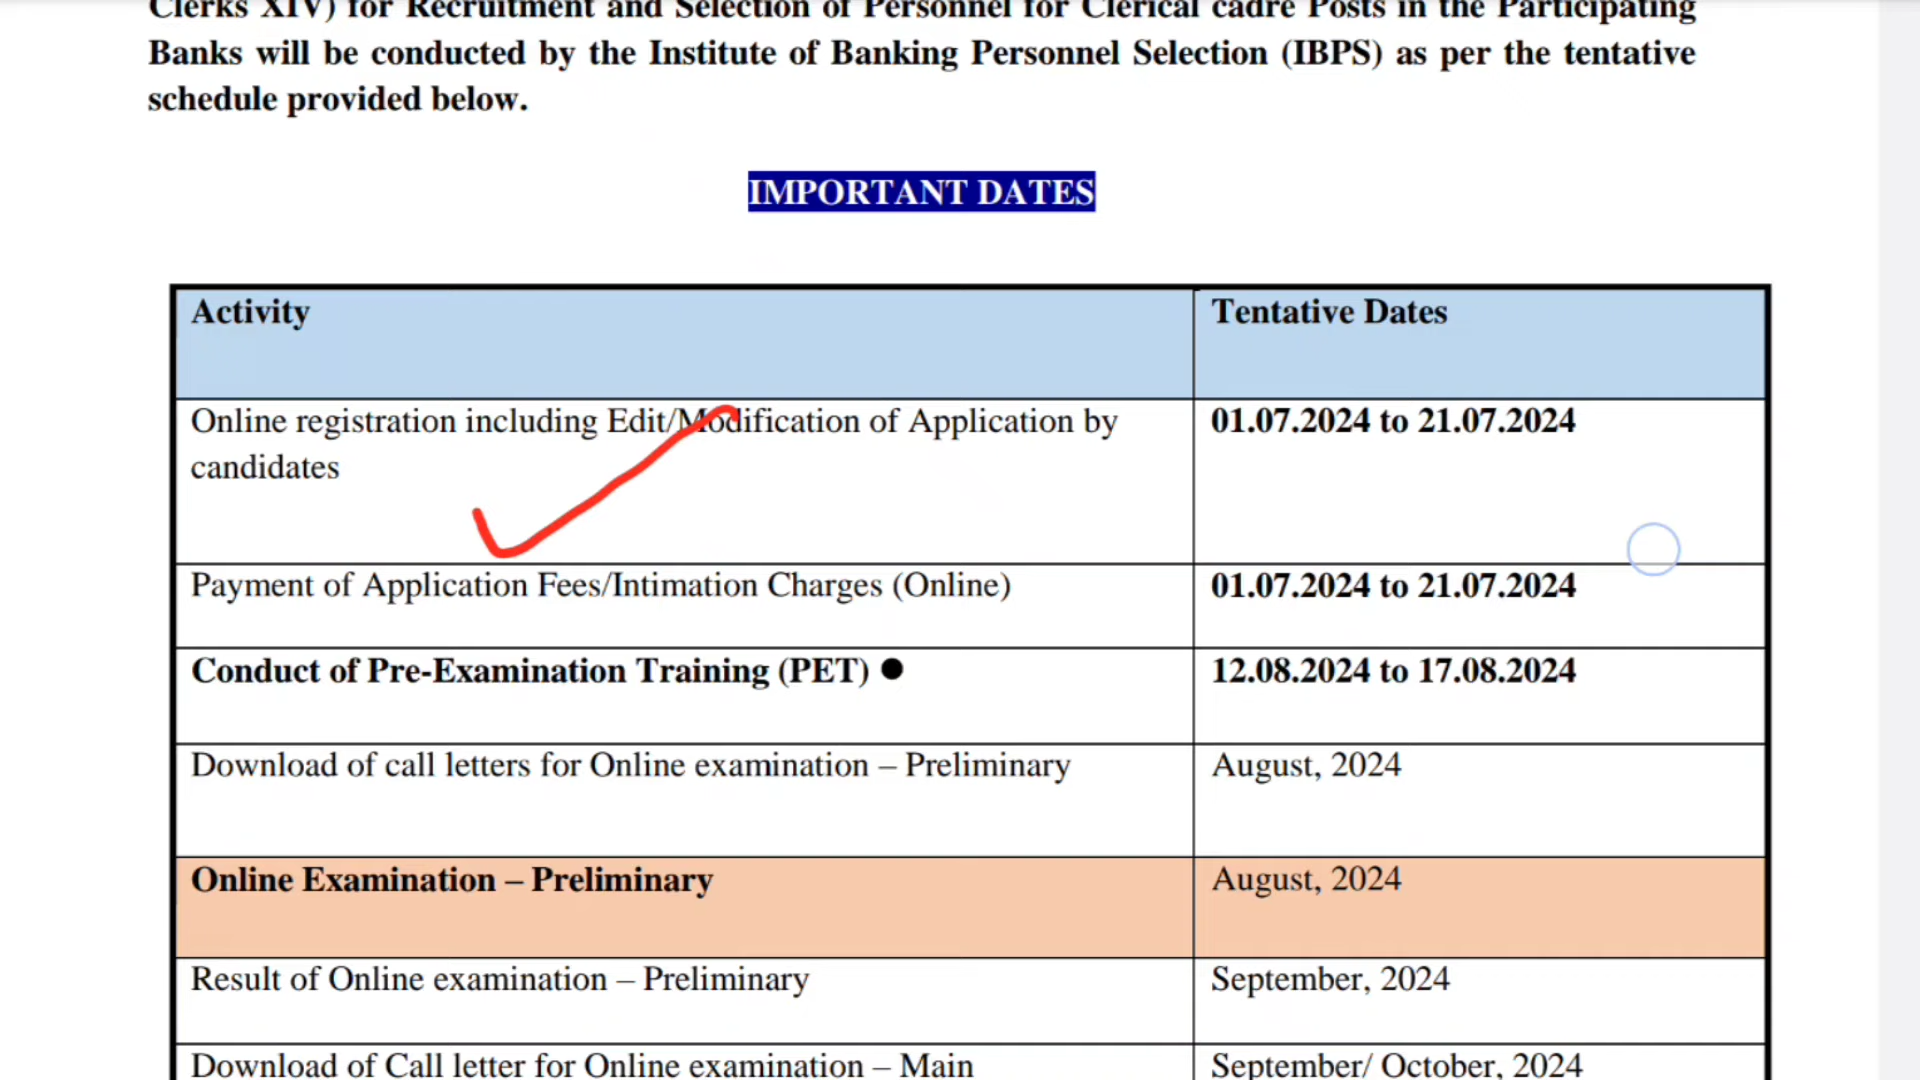 Clerks XIV) for Recruitment and Selection of Personnel for Clerical cadre Posts in the Participating
Banks will be conducted by the Institute of Banking Personnel Selection (IBPS) as per the tentative
schedule provided below.
IMPORTANT DATES
Activity
Tentative Dates
Online registration including Edit/Modification of Application by
candidates
01.07.2024 to 21.07.2024
Payment of Application Fees/Intimation Charges (Online)
01.07.2024 to 21.07.2024
Conduct of Pre-Examination Training (PET) ●
12.08.2024 to 17.08.2024
Download of call letters for Online examination – Preliminary
August, 2024
Online Examination – Preliminary
August, 2024
Result of Online examination – Preliminary
September, 2024
Download of Call letter for Online examination – Main
September/ October, 2024